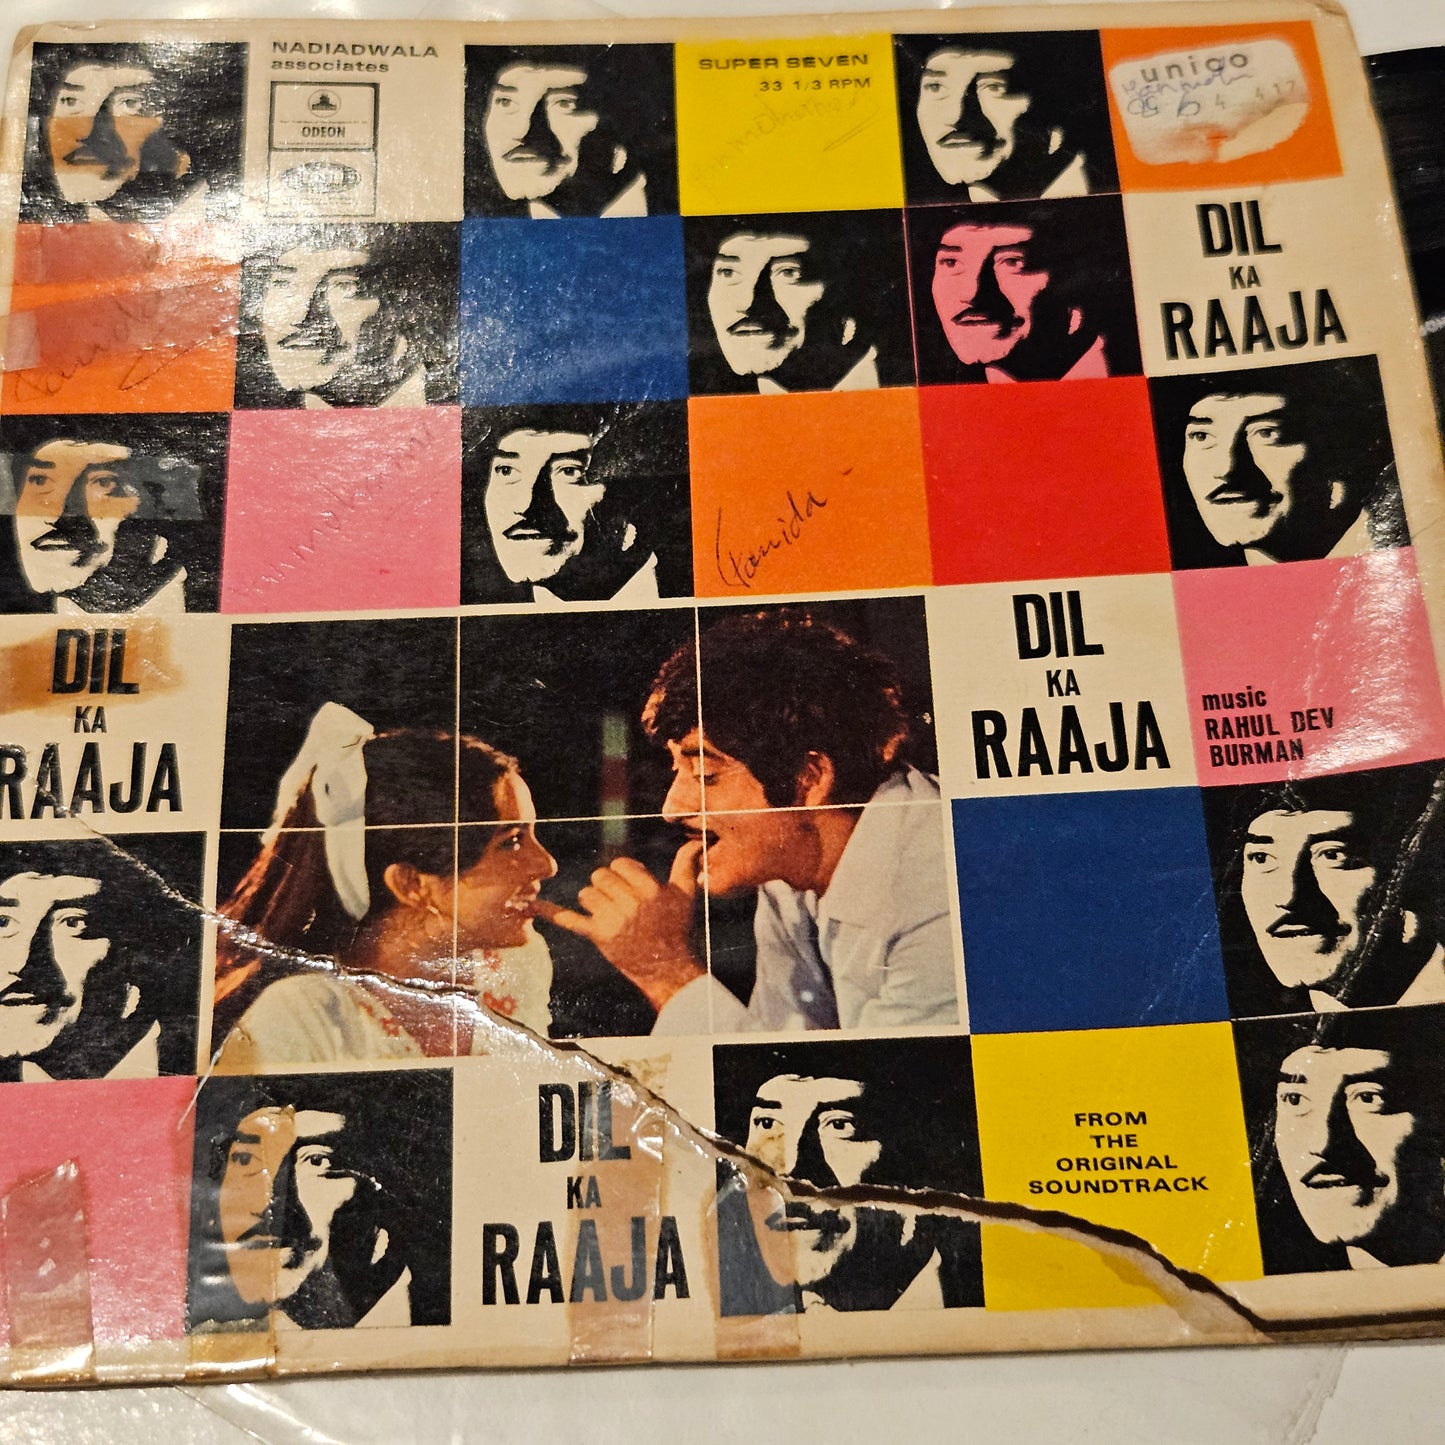 NADIADWALA
associates
ODEON
SUPER SEVEN
33 1/3 RPM
uniqo
DIL
KA
RAAJA
DIL
KA
RAAJA
DIL
KA
RAAJA
music
RAHUL DEV
BURMAN
DIL
KA
RAAJA
FROM
THE
ORIGINAL
SOUNDTRACK